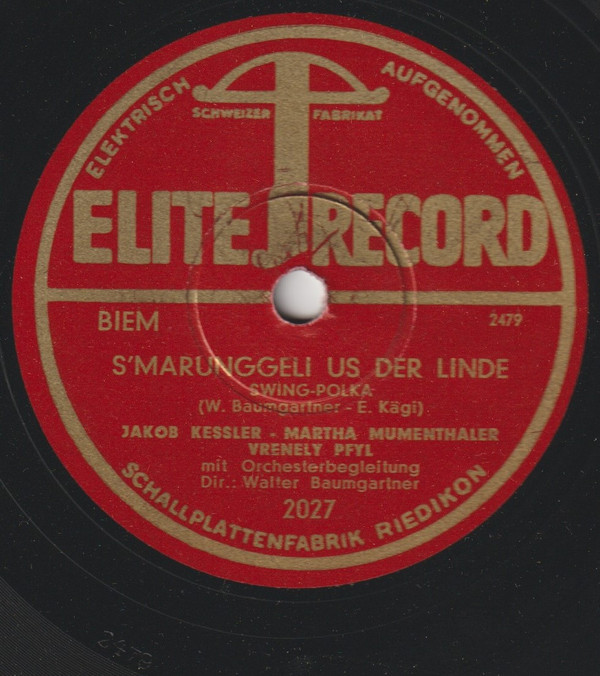 ELEKTRISCH AUFGENOMMEN
SCHWEIZER FABRIKAT
ELITE RECORD
BIEM 2479
S'MARUNGGELI US DER LINDE
SWING-POLKA
(W. Baumgartner - E. Kägi)
JAKOB KESSLER - MARTHA MUMENTHALER
VRENELY PFYL
mit Orchesterbegleitung
Dir.: Walter Baumgartner
2027
SCHALLPLATTENFABRIK RIEDIKON